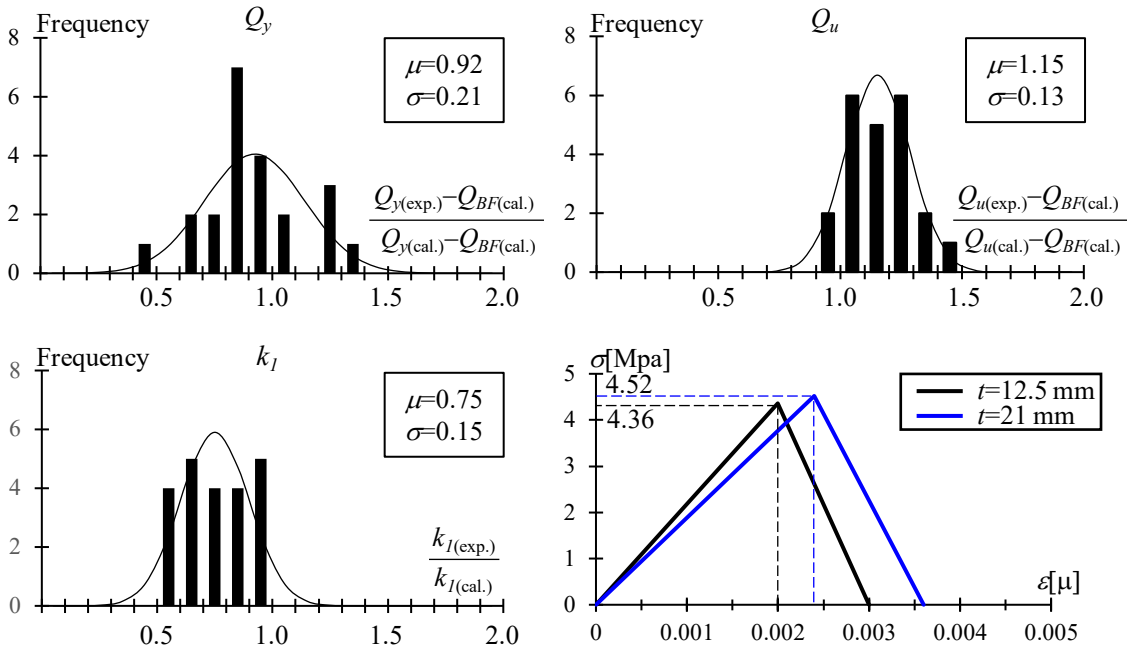 Frequency
Q_y
8
6
4
2
0
μ=0.92
σ=0.21
Q_y(exp.)−Q_BF(cal.)
Q_y(cal.)−Q_BF(cal.)
0.5 1.0 1.5 2.0
Frequency
Q_u
8
6
4
2
0
μ=1.15
σ=0.13
Q_u(exp.)−Q_BF(cal.)
Q_u(cal.)−Q_BF(cal.)
0.5 1.0 1.5 2.0
Frequency
k_1
8
6
4
2
0
μ=0.75
σ=0.15
k_1(exp.)
k_1(cal.)
0.5 1.0 1.5 2.0
σ[Mpa]
5
4
3
2
1
0
4.52
4.36
t=12.5 mm
t=21 mm
ε[μ]
0 0.001 0.002 0.003 0.004 0.005